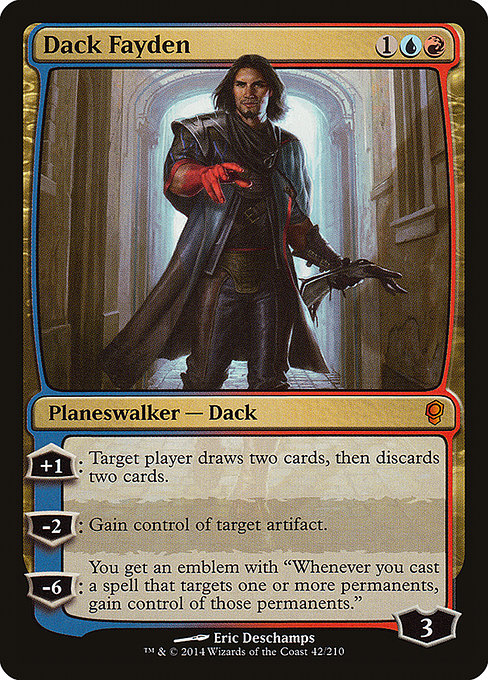 Dack Fayden 1
Planeswalker — Dack
+1: Target player draws two cards, then discards
two cards.
-2: Gain control of target artifact.
You get an emblem with “Whenever you cast
-6: a spell that targets one or more permanents,
gain control of those permanents.”
3
Eric Deschamps
™ & © 2014 Wizards of the Coast 42/210